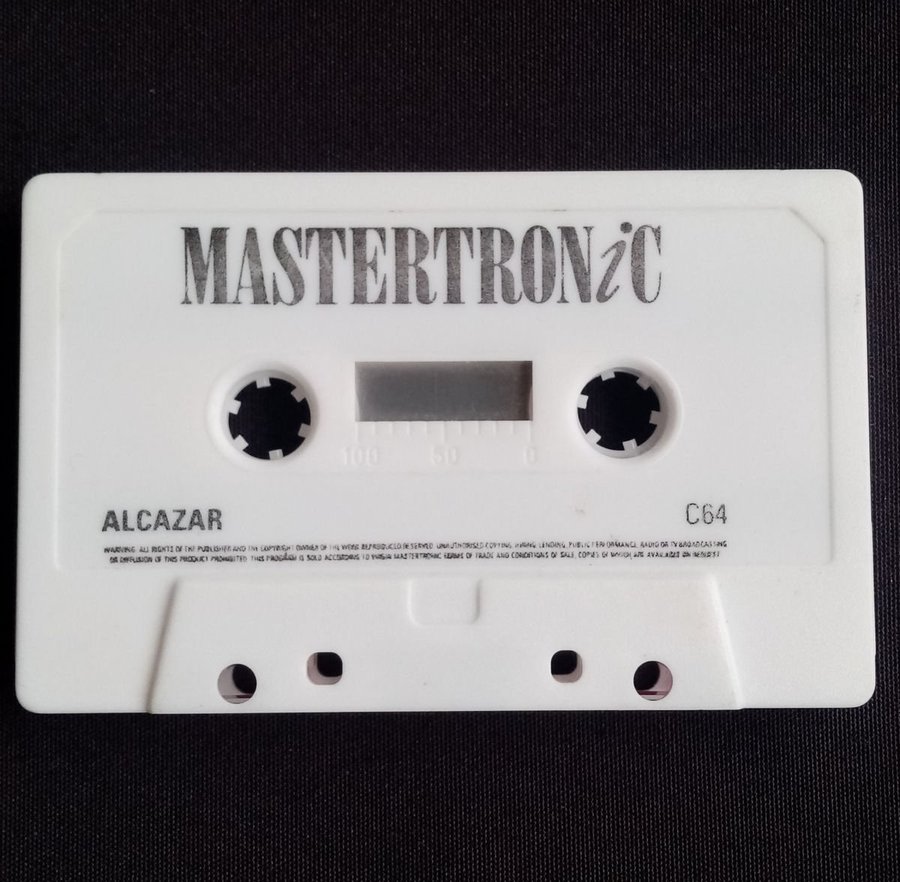 MASTERTRONiC
100 50 0
ALCAZAR C64
WARNING: ALL RIGHTS OF THE PUBLISHER AND THE COPYRIGHT OWNER OF THE WORK REPRODUCED RESERVED. UNAUTHORISED COPYING, HIRING, LENDING, PUBLIC PERFORMANCE, RADIO OR TV BROADCASTING
OR DIFFUSION OF THIS PRODUCT PROHIBITED. THIS PROGRAM IS SOLD ACCORDING TO VIRGIN MASTERTRONIC TERMS OF TRADE AND CONDITIONS OF SALE, COPIES OF WHICH ARE AVAILABLE ON REQUEST